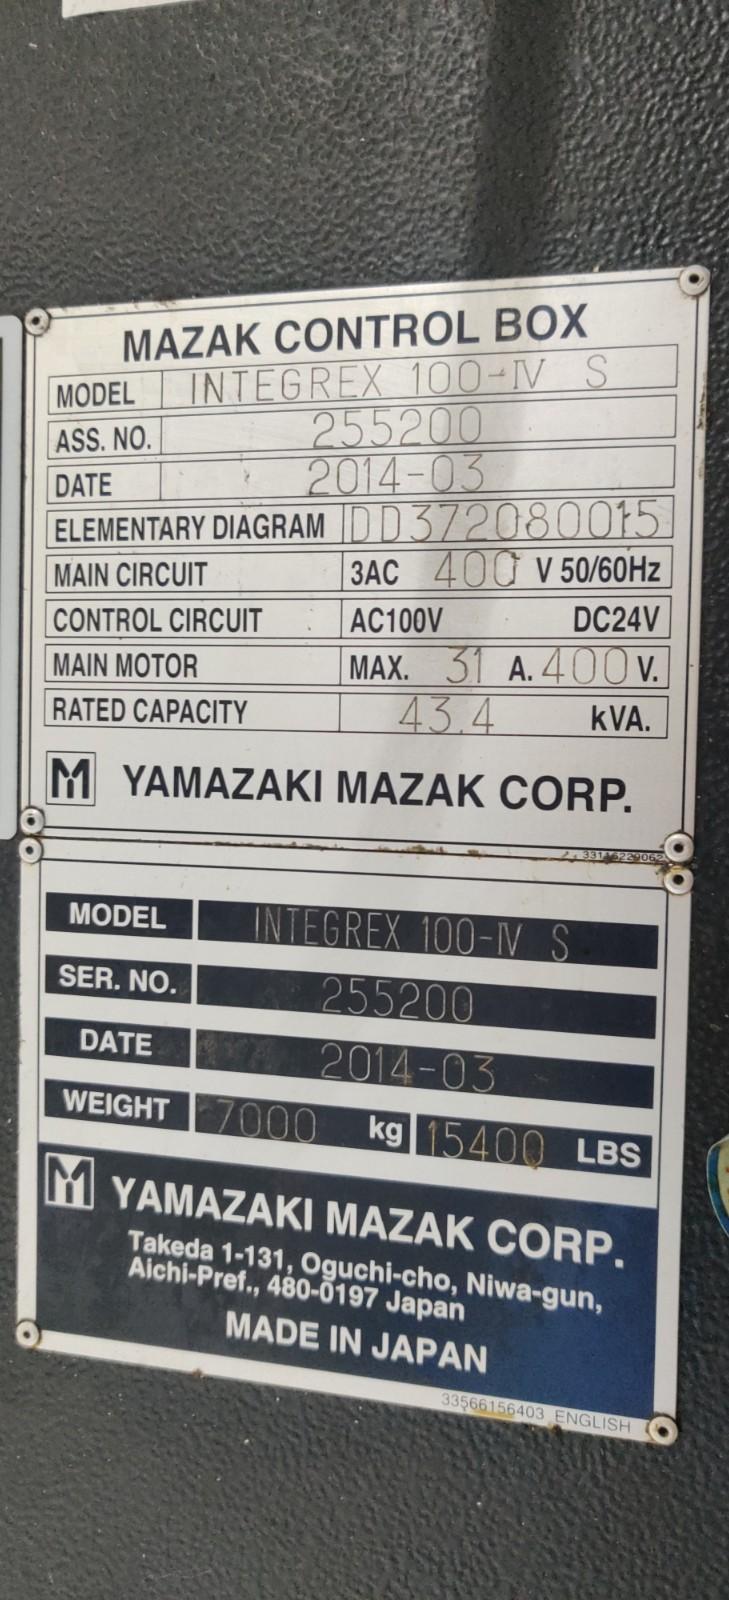 MAZAK CONTROL BOX
MODEL INTEGREX 100-IV S
ASS. NO. 255200
DATE 2014-03
ELEMENTARY DIAGRAM DD372080015
MAIN CIRCUIT 3AC 400 V 50/60Hz
CONTROL CIRCUIT AC100V DC24V
MAIN MOTOR MAX. 31 A. 400 V.
RATED CAPACITY 43.4 kVA.
YAMAZAKI MAZAK CORP.
MODEL INTEGREX 100-IV S
SER. NO. 255200
DATE 2014-03
WEIGHT 7000 kg 15400 LBS
YAMAZAKI MAZAK CORP.
Takeda 1-131, Oguchi-cho, Niwa-gun,
Aichi-Pref., 480-0197 Japan
MADE IN JAPAN
33566156403 ENGLISH